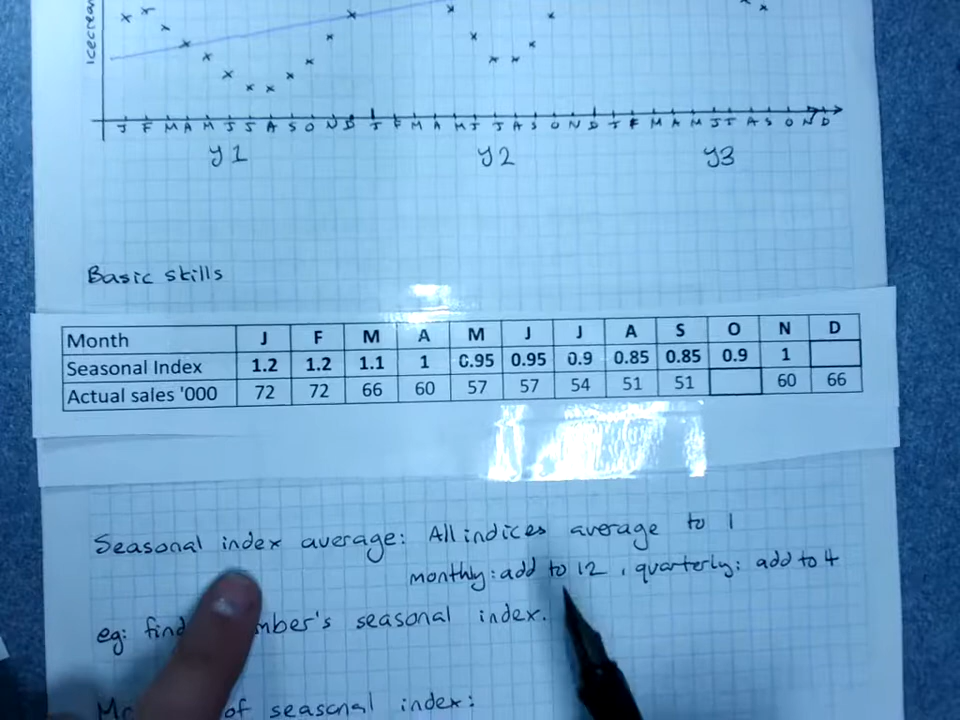 Icecream
J F M A M J J A S O N D J F M A M J J A S O N D J F M A M J J A S O N D
y1 y2 y3
Basic skills
Month J F M A M J J A S O N D
Seasonal Index 1.2 1.2 1.1 1 0.95 0.95 0.9 0.85 0.85 0.9 1
Actual sales '000 72 72 66 60 57 57 54 51 51 60 66
Seasonal index average: All indices average to 1
monthly: add to 12, quarterly: add to 4
eg: find mber's seasonal index.
of seasonal index: